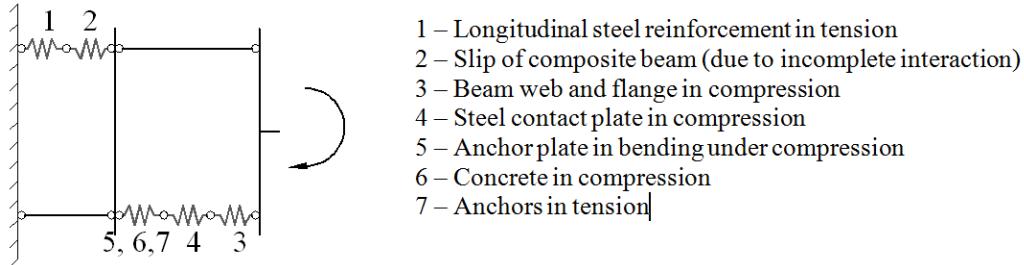 1 2
1 – Longitudinal steel reinforcement in tension
2 – Slip of composite beam (due to incomplete interaction)
3 – Beam web and flange in compression
4 – Steel contact plate in compression
5 – Anchor plate in bending under compression
6 – Concrete in compression
7 – Anchors in tension
5, 6,7 4 3